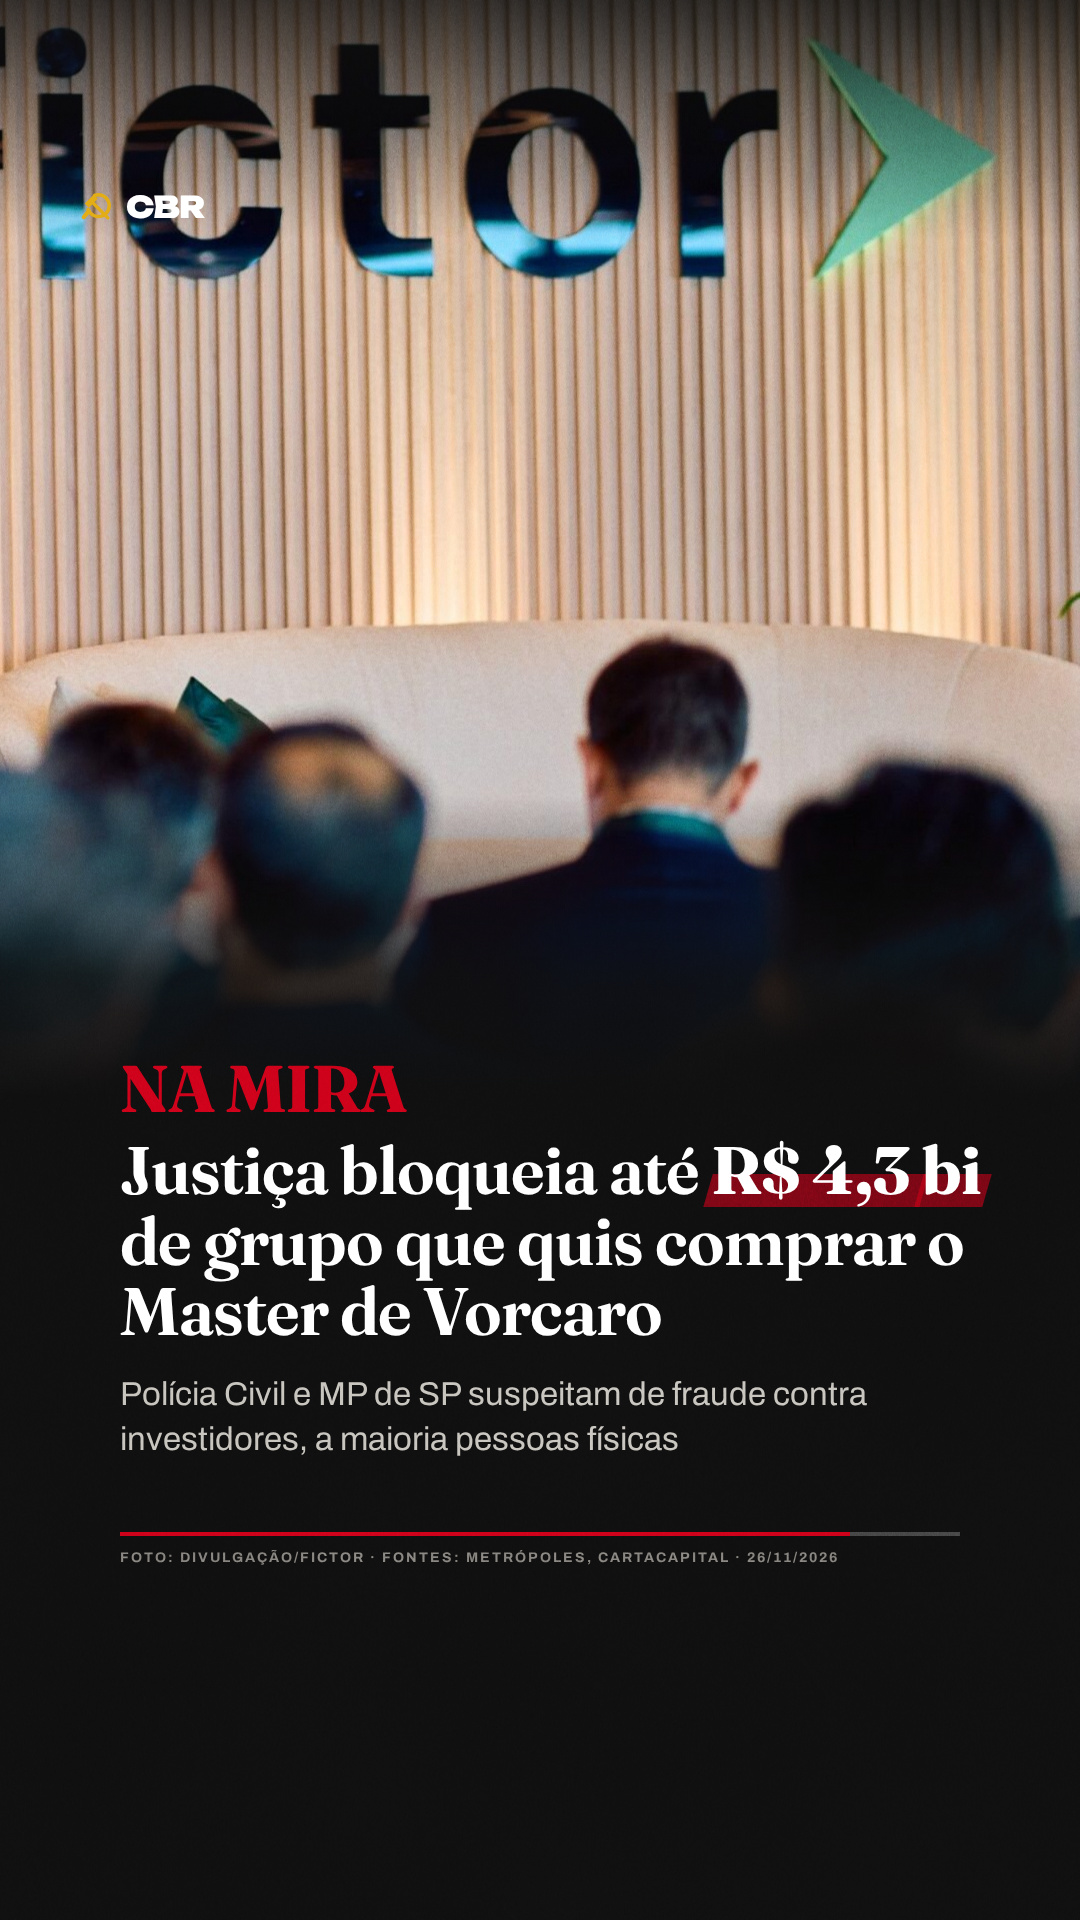 fictor
CBR
NA MIRA
Justiça bloqueia até R$ 4,3 bi
de grupo que quis comprar o
Master de Vorcaro
Polícia Civil e MP de SP suspeitam de fraude contra
investidores, a maioria pessoas físicas
FOTO: DIVULGAÇÃO/FICTOR · FONTES: METRÓPOLES, CARTACAPITAL · 26/11/2026